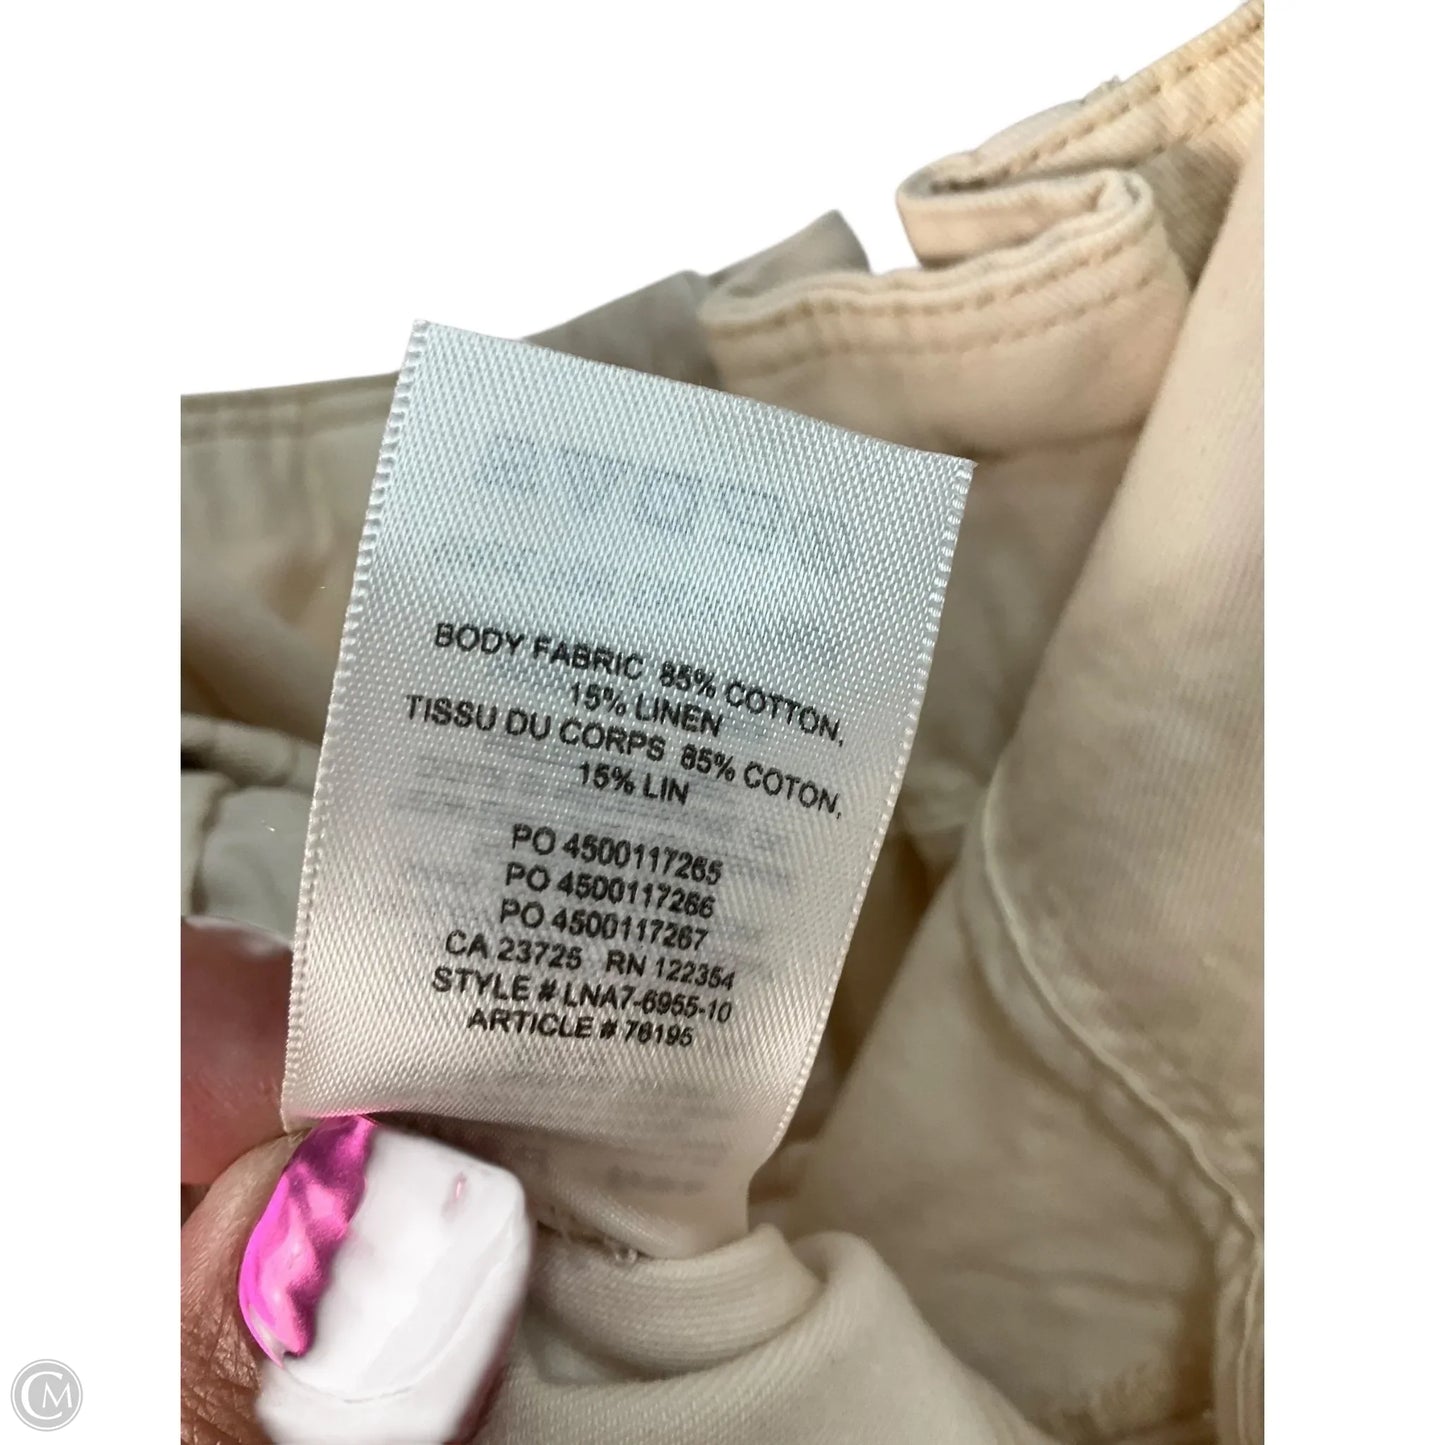 BODY FABRIC 85% COTTON,
15% LINEN
TISSU DU CORPS 85% COTON,
15% LIN
PO 4500117265
PO 4500117266
PO 4500117267
CA 23725 RN 122354
STYLE # LNA7-6955-10
ARTICLE # 76195
CM